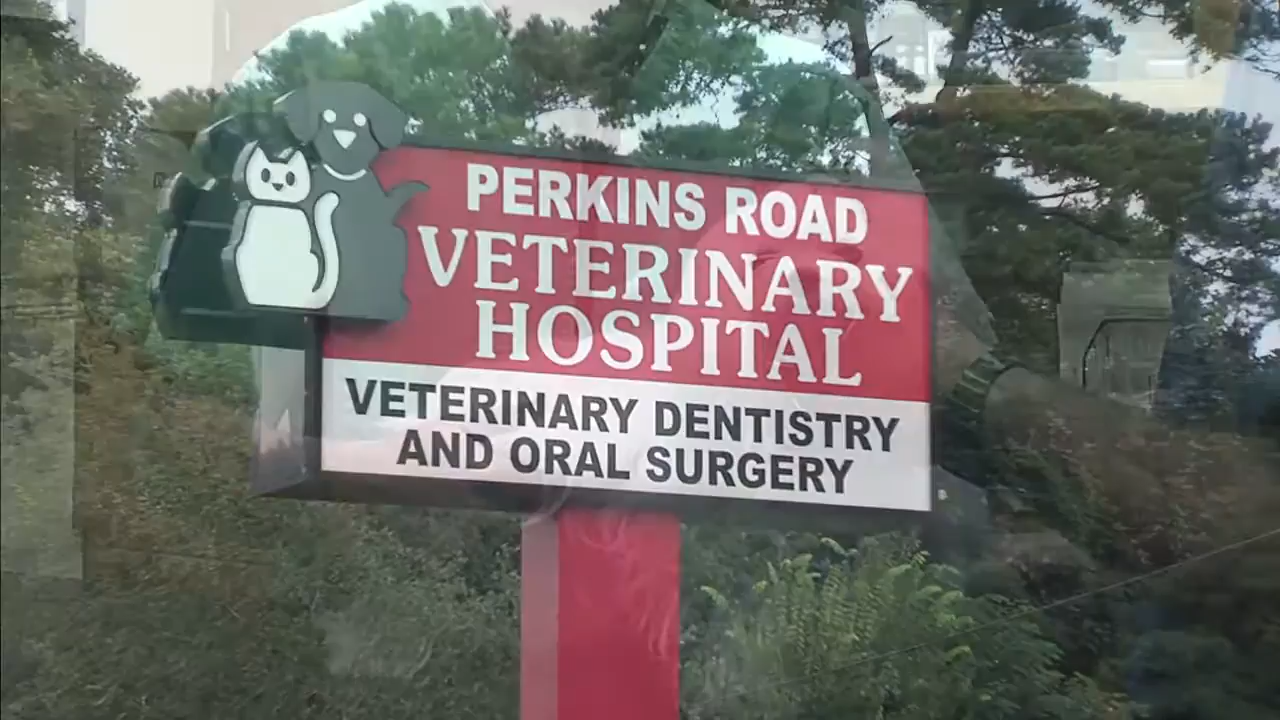 PERKINS ROAD
VETERINARY
HOSPITAL
VETERINARY DENTISTRY
AND ORAL SURGERY